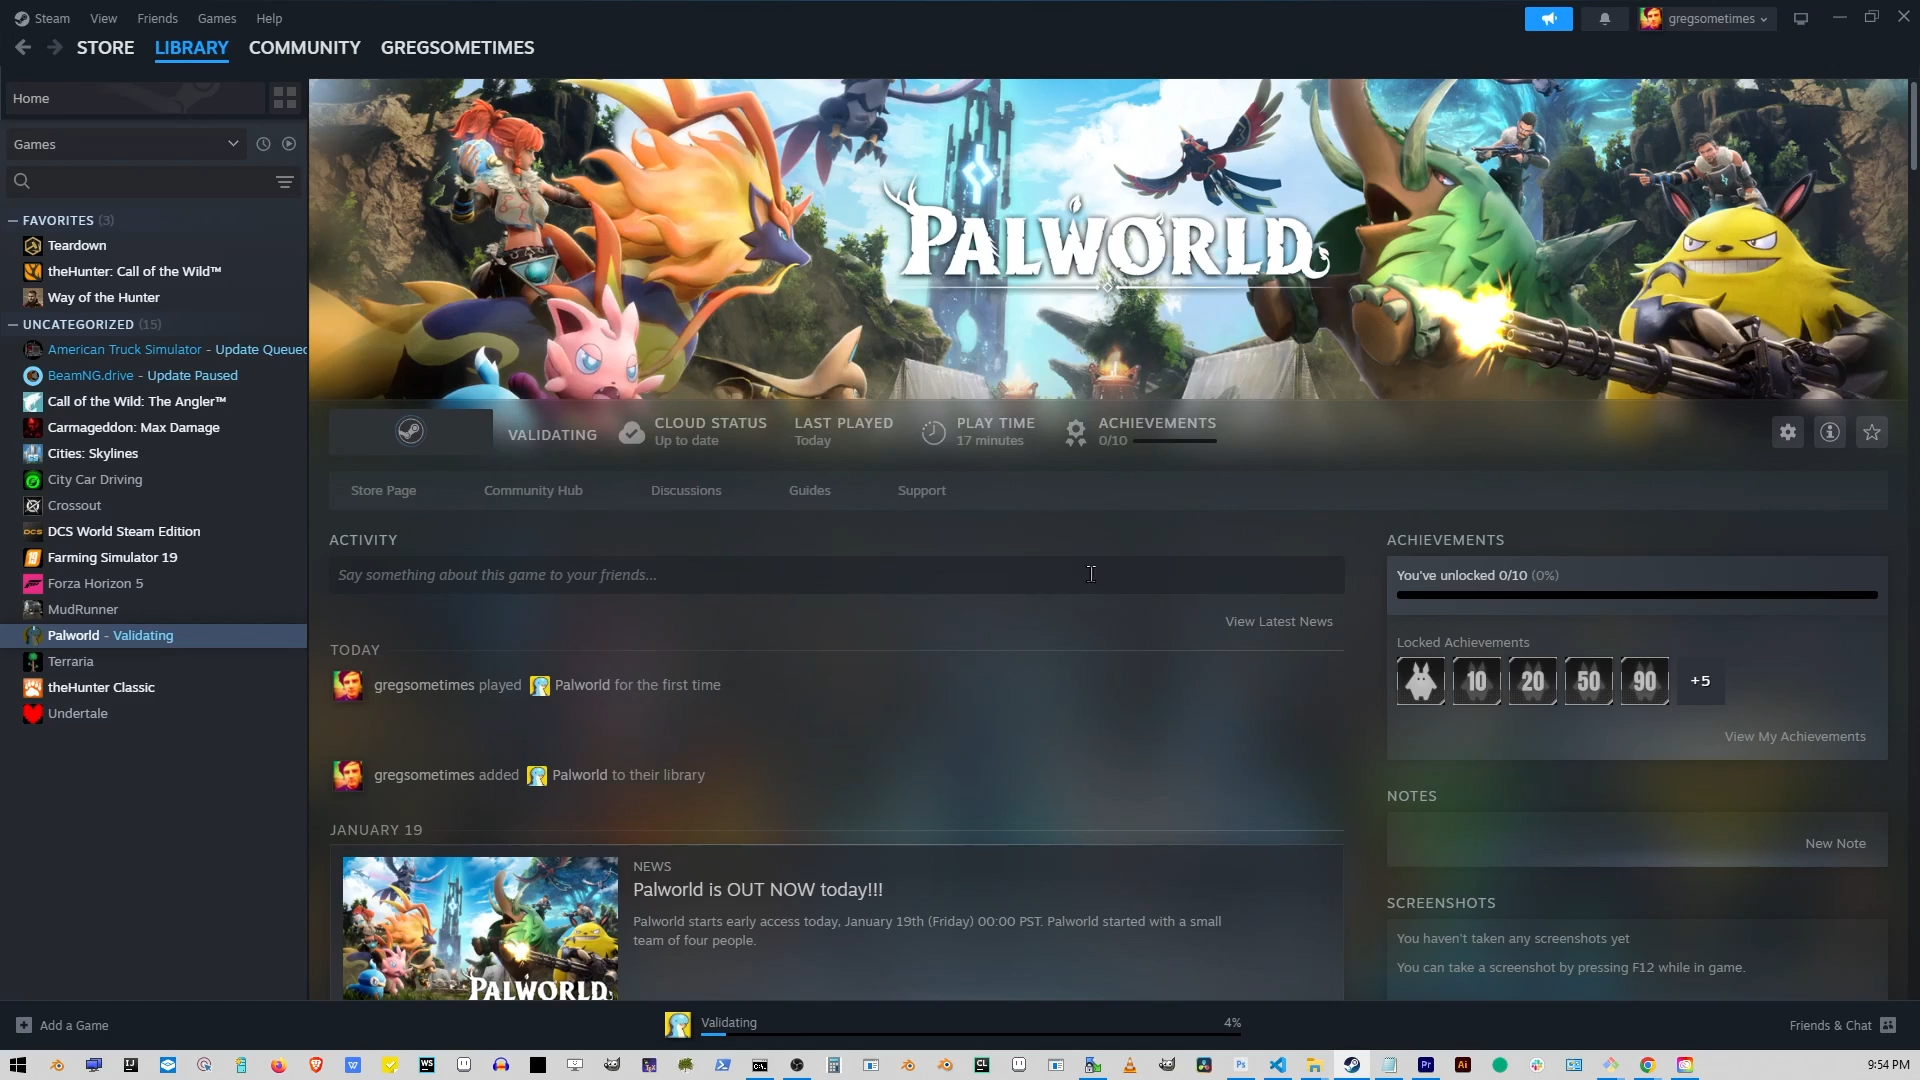 Steam View Friends Games Help
gregsometimes
STORE LIBRARY COMMUNITY GREGSOMETIMES
Home
Games
FAVORITES (3)
Teardown
theHunter: Call of the Wild™
Way of the Hunter
UNCATEGORIZED (15)
American Truck Simulator - Update Queued
BeamNG.drive - Update Paused
Call of the Wild: The Angler™
Carmageddon: Max Damage
Cities: Skylines
City Car Driving
Crossout
DCS World Steam Edition
Farming Simulator 19
Forza Horizon 5
MudRunner
Palworld - Validating
Terraria
theHunter Classic
Undertale
PALWORLD
VALIDATING
CLOUD STATUS
Up to date
LAST PLAYED
Today
PLAY TIME
17 minutes
ACHIEVEMENTS
0/10
Store Page Community Hub Discussions Guides Support
ACTIVITY
Say something about this game to your friends...
View Latest News
TODAY
gregsometimes played Palworld for the first time
gregsometimes added Palworld to their library
JANUARY 19
NEWS
Palworld is OUT NOW today!!!
Palworld starts early access today, January 19th (Friday) 00:00 PST. Palworld started with a small
team of four people.
PALWORLD
ACHIEVEMENTS
You've unlocked 0/10 (0%)
Locked Achievements
10 20 50 90 +5
View My Achievements
NOTES
New Note
SCREENSHOTS
You haven't taken any screenshots yet
You can take a screenshot by pressing F12 while in game.
Add a Game
Validating 4%
Friends & Chat
9:54 PM